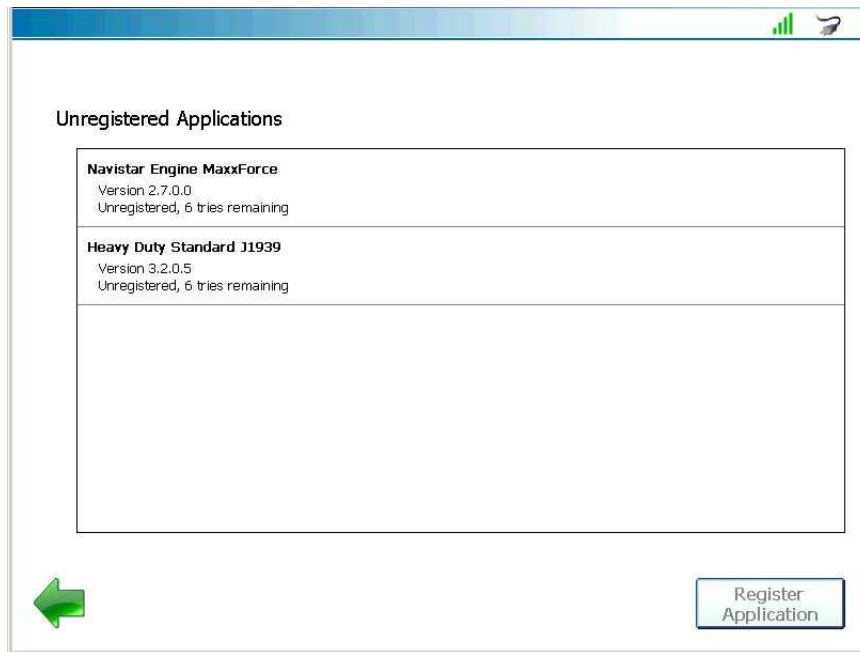 Unregistered Applications
Navistar Engine MaxxForce
Version 2.7.0.0
Unregistered, 6 tries remaining
Heavy Duty Standard J1939
Version 3.2.0.5
Unregistered, 6 tries remaining
Register
Application